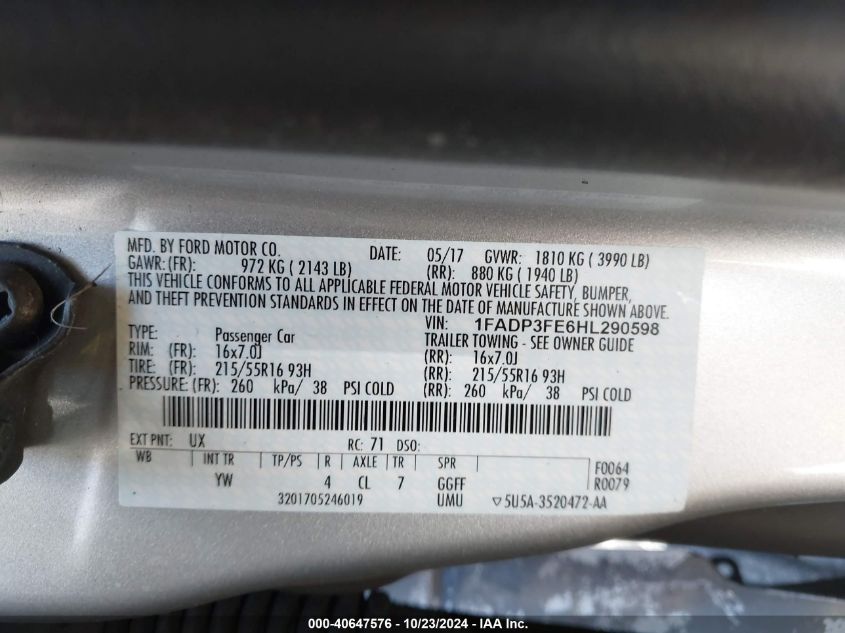 MFD. BY FORD MOTOR CO. DATE: 05/17 GVWR: 1810 KG ( 3990 LB)
GAWR:(FR): 972 KG ( 2143 LB) (RR): 880 KG ( 1940 LB)
THIS VEHICLE CONFORMS TO ALL APPLICABLE FEDERAL MOTOR VEHICLE SAFETY, BUMPER,
AND THEFT PREVENTION STANDARDS IN EFFECT ON THE DATE OF MANUFACTURE SHOWN ABOVE.
VIN: 1FADP3FE6HL290598
TYPE: Passenger Car TRAILER TOWING - SEE OWNER GUIDE
RIM: (FR): 16x7.0J (RR): 16x7.0J
TIRE: (FR): 215/55R16 93H (RR): 215/55R16 93H
PRESSURE:(FR): 260 kPa/ 38 PSI COLD (RR): 260 kPa/ 38 PSI COLD
EXT PNT: UX RC: 71 DSO:
WB INT TR TP/PS R AXLE TR SPR F0064
YW 4 CL 7 GGFF R0079
3201705246019 UMU ▽5U5A-3520472-AA
000-40647576 - 10/23/2024 - IAA Inc.